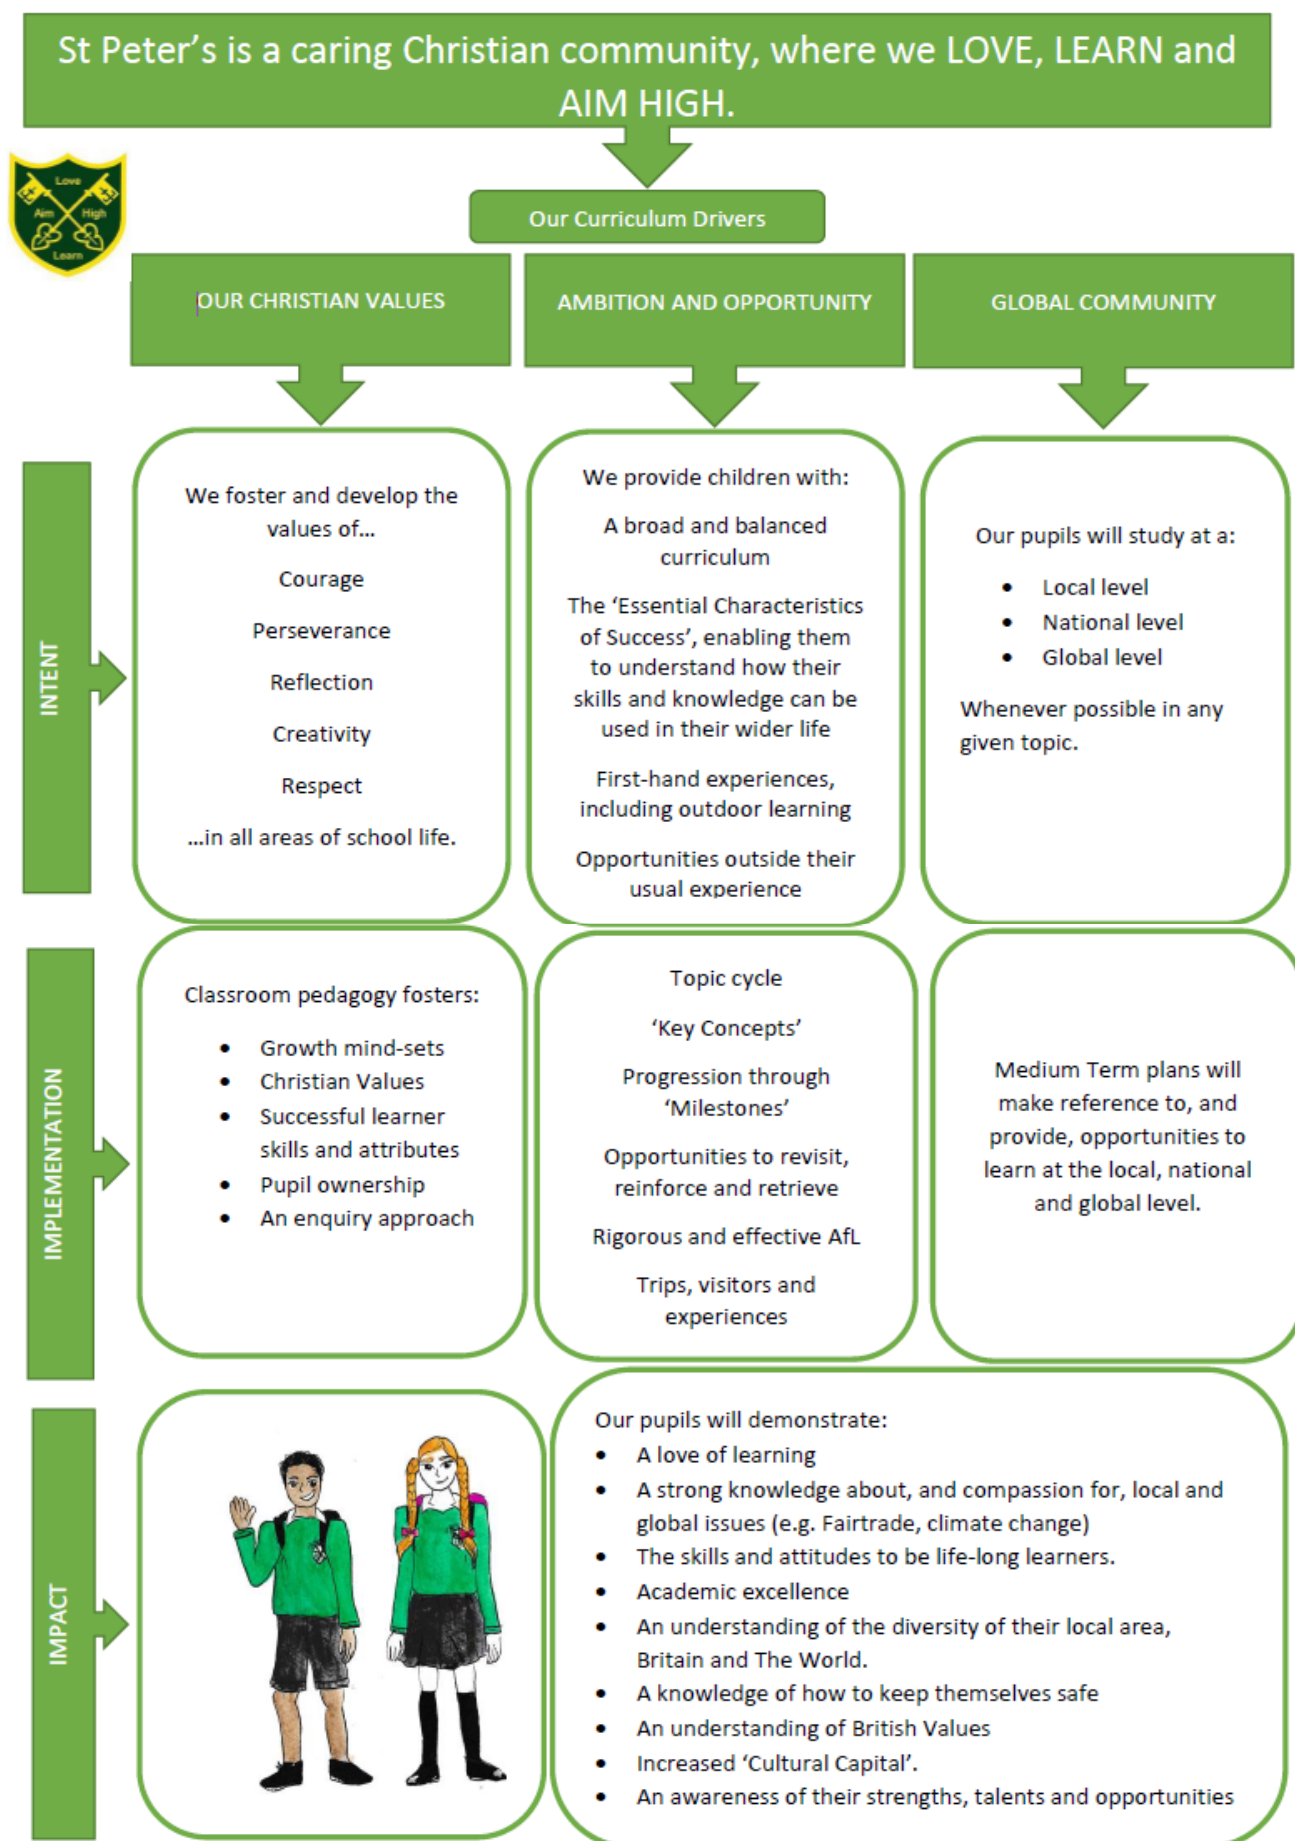 St Peter’s is a caring Christian community, where we LOVE, LEARN and
AIM HIGH.
Love
Aim High
Learn
Our Curriculum Drivers
OUR CHRISTIAN VALUES
AMBITION AND OPPORTUNITY
GLOBAL COMMUNITY
INTENT
We foster and develop the
values of…
Courage
Perseverance
Reflection
Creativity
Respect
…in all areas of school life.
We provide children with:
A broad and balanced
curriculum
The ‘Essential Characteristics
of Success’, enabling them
to understand how their
skills and knowledge can be
used in their wider life
First-hand experiences,
including outdoor learning
Opportunities outside their
usual experience
Our pupils will study at a:
• Local level
• National level
• Global level
Whenever possible in any
given topic.
IMPLEMENTATION
Classroom pedagogy fosters:
• Growth mind-sets
• Christian Values
• Successful learner
skills and attributes
• Pupil ownership
• An enquiry approach
Topic cycle
‘Key Concepts’
Progression through
‘Milestones’
Opportunities to revisit,
reinforce and retrieve
Rigorous and effective AfL
Trips, visitors and
experiences
Medium Term plans will
make reference to, and
provide, opportunities to
learn at the local, national
and global level.
IMPACT
Our pupils will demonstrate:
• A love of learning
• A strong knowledge about, and compassion for, local and
global issues (e.g. Fairtrade, climate change)
• The skills and attitudes to be life-long learners.
• Academic excellence
• An understanding of the diversity of their local area,
Britain and The World.
• A knowledge of how to keep themselves safe
• An understanding of British Values
• Increased ‘Cultural Capital’.
• An awareness of their strengths, talents and opportunities